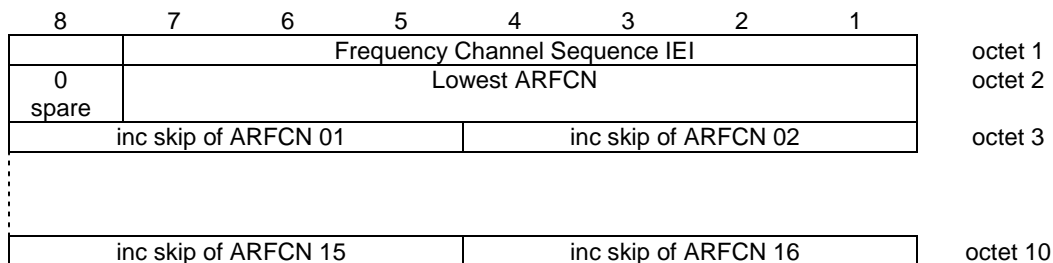 8 7 6 5 4 3 2 1
Frequency Channel Sequence IEI octet 1
0 Lowest ARFCN octet 2
spare
inc skip of ARFCN 01 inc skip of ARFCN 02 octet 3
inc skip of ARFCN 15 inc skip of ARFCN 16 octet 10